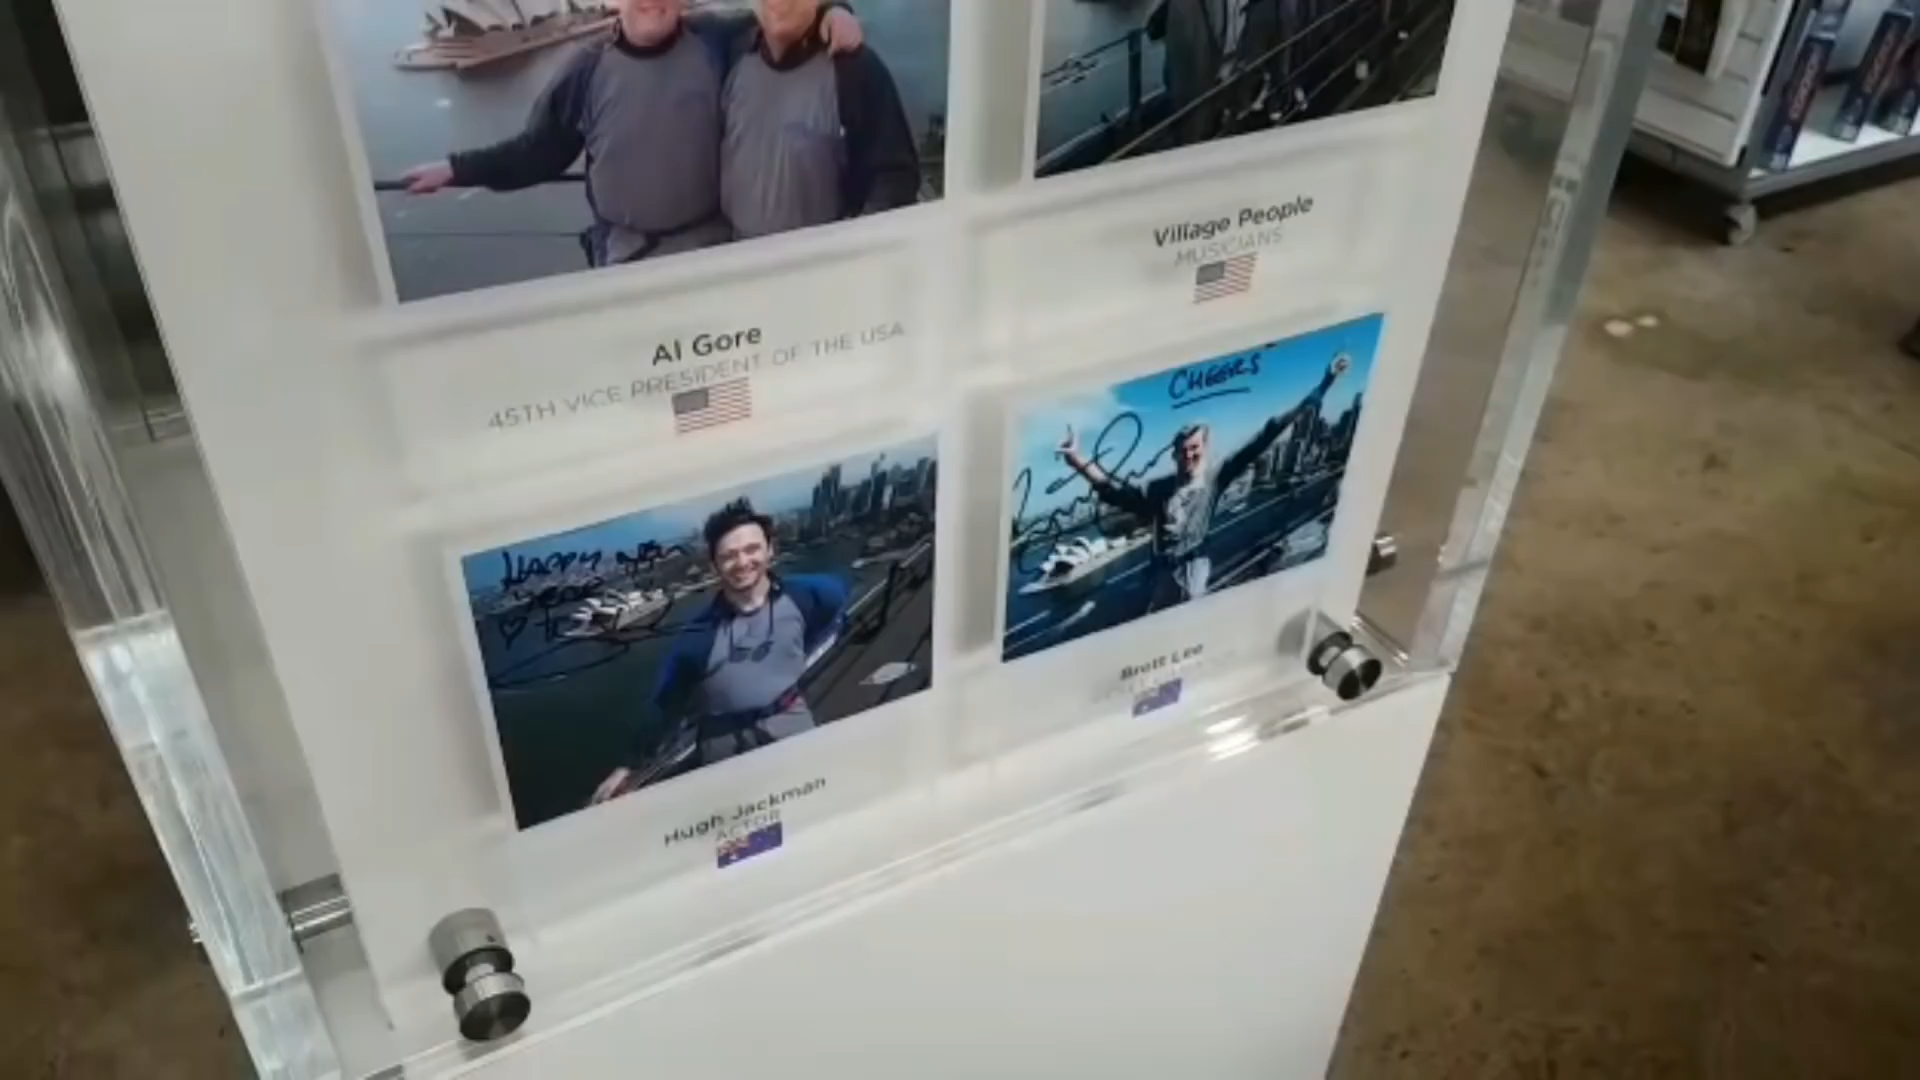 Village People
MUSICIANS
Al Gore
45TH VICE PRESIDENT OF THE USA
CHEERS
HAPPY NEW
YEAR
Brett Lee
Hugh Jackman
ACTOR